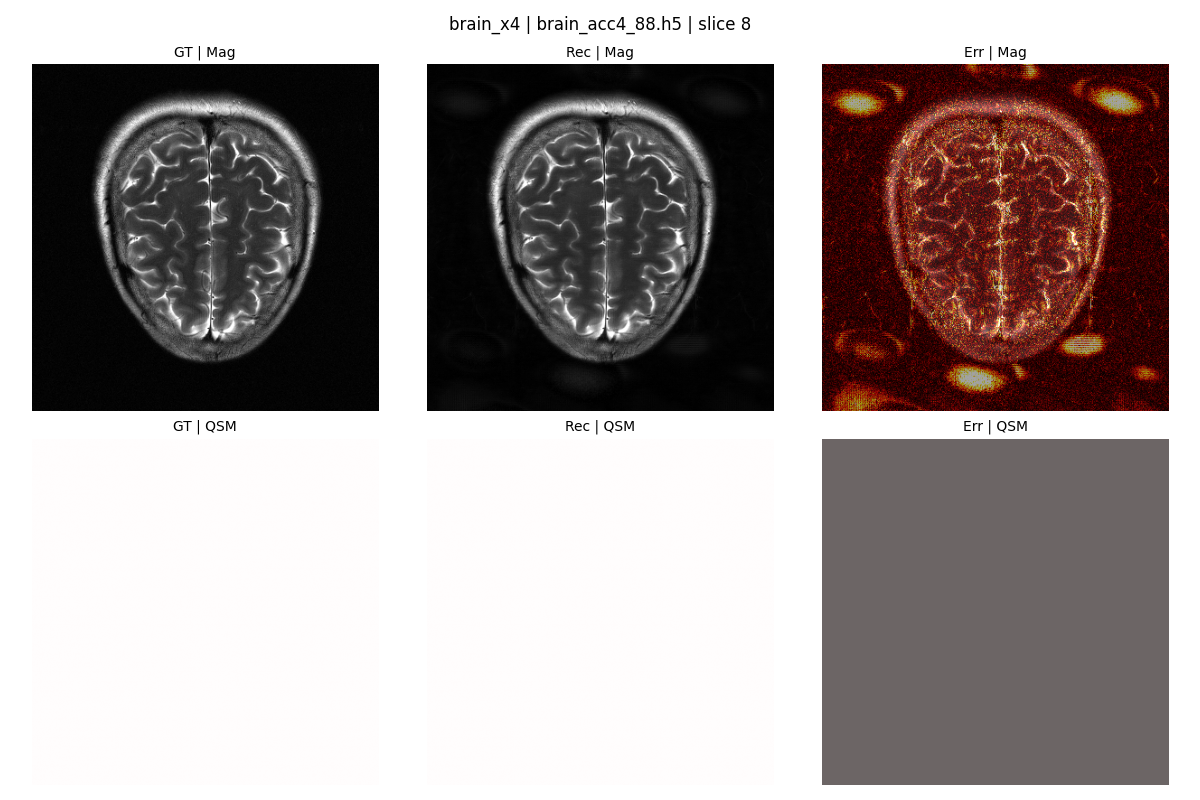 brain_x4 | brain_acc4_88.h5 | slice 8
GT | Mag
Rec | Mag
Err | Mag
GT | QSM
Rec | QSM
Err | QSM